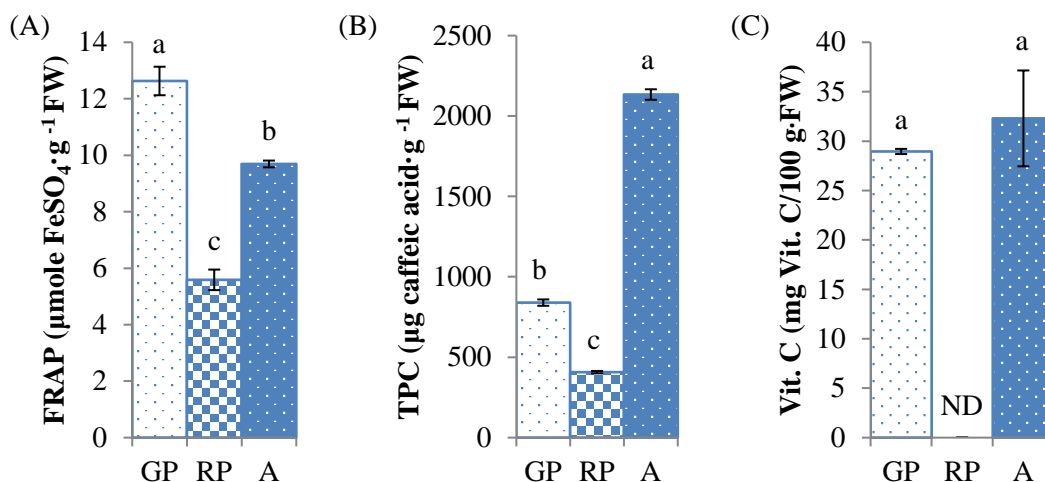 (A)
FRAP (µmole FeSO₄·g ⁻¹ FW)
14
12
10
8
6
4
2
0
a
c
b
GP RP A
(B)
TPC (µg caffeic acid·g ⁻¹ FW)
2500
2000
1500
1000
500
0
b
c
a
GP RP A
(C)
Vit. C (mg Vit. C/100 g·FW)
40
35
30
25
20
15
10
5
0
a
ND
a
GP RP A